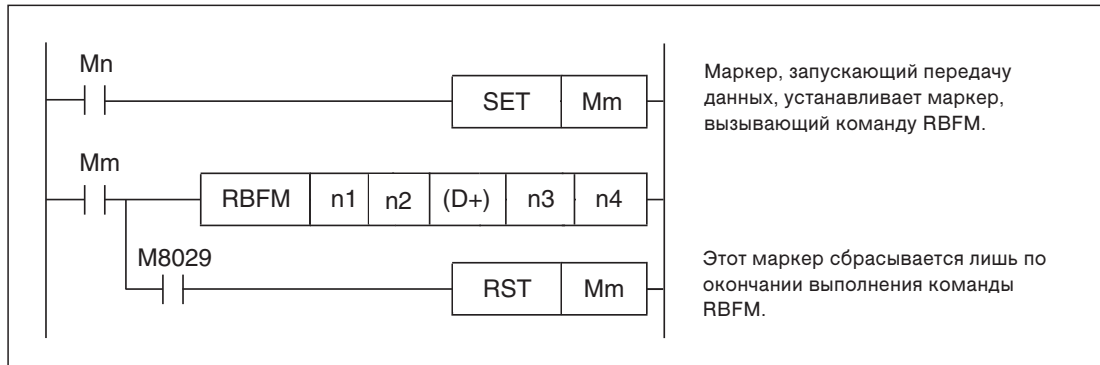 Mn
SET Mm
Маркер, запускающий передачу
данных, устанавливает маркер,
вызывающий команду RBFM.
Mm
RBFM n1 n2 (D+) n3 n4
M8029
RST Mm
Этот маркер сбрасывается лишь по
окончании выполнения команды
RBFM.